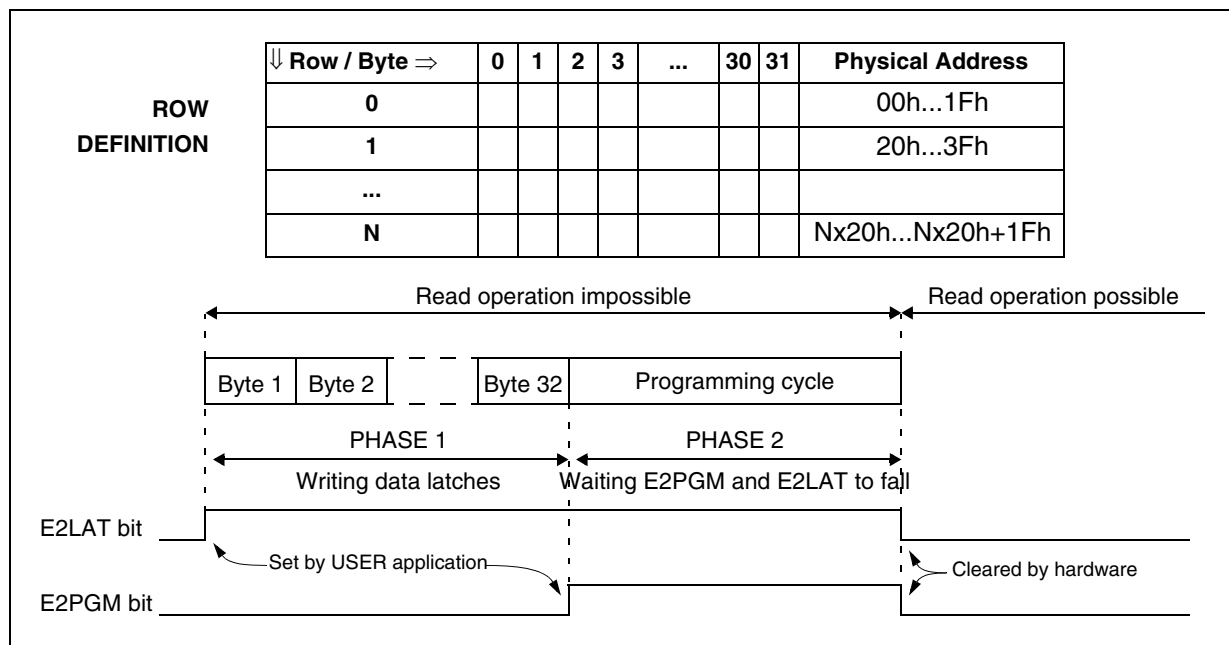 ⇓ Row / Byte ⇒ 0 1 2 3 ... 30 31 Physical Address
ROW DEFINITION
0 00h...1Fh
1 20h...3Fh
...
N Nx20h...Nx20h+1Fh
Read operation impossible Read operation possible
Byte 1 Byte 2 Byte 32 Programming cycle
PHASE 1 PHASE 2
Writing data latches Waiting E2PGM and E2LAT to fall
E2LAT bit
Set by USER application Cleared by hardware
E2PGM bit